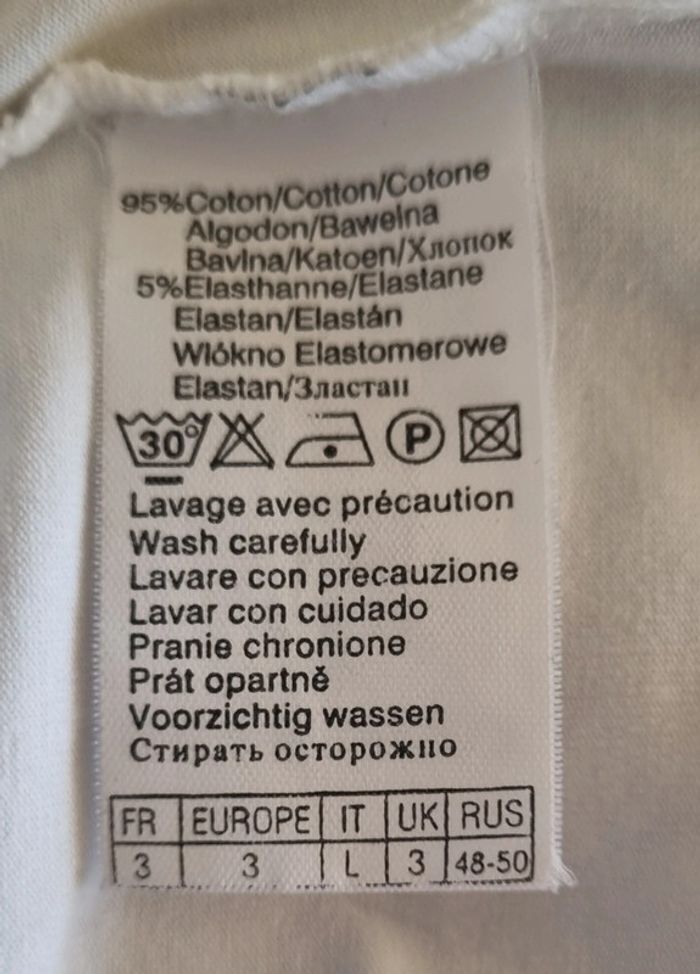 95%Coton/Cotton/Cotone
Algodon/Bawełna
Bavlna/Katoen/Хлопок
5%Elasthanne/Elastane
Elastan/Elastán
Wlókno Elastomerowe
Elastan/Зластан
30°
P
Lavage avec précaution
Wash carefully
Lavare con precauzione
Lavar con cuidado
Pranie chronione
Prát opartně
Voorzichtig wassen
Стирать осторожно
FR EUROPE IT UK RUS
3 3 L 3 48-50